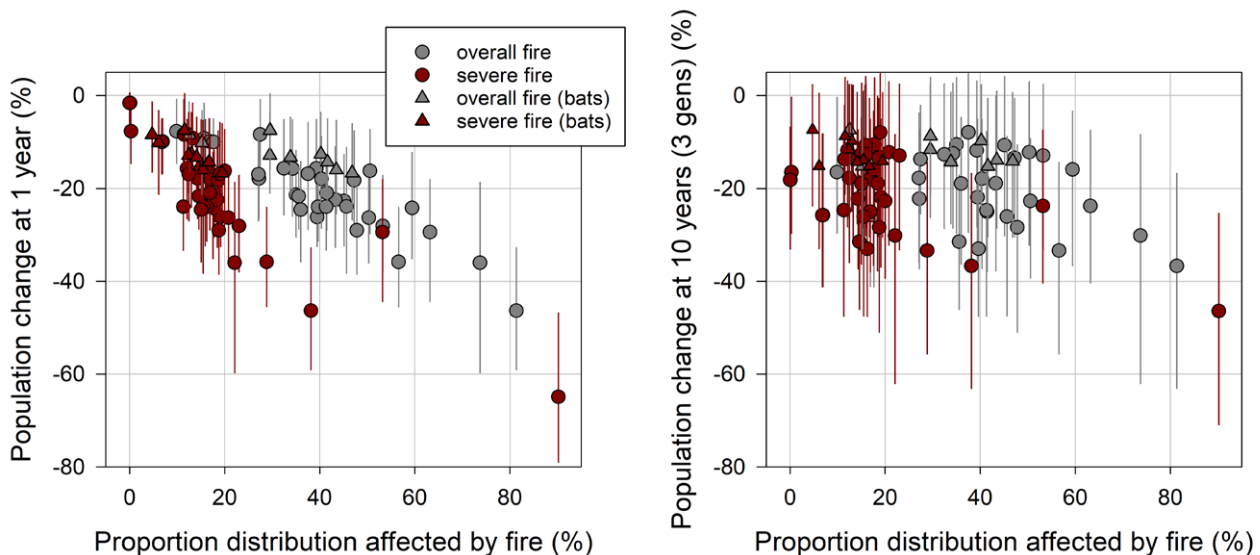 overall fire
severe fire
overall fire (bats)
severe fire (bats)
Population change at 1 year (%)
0
-20
-40
-60
-80
0 20 40 60 80
Proportion distribution affected by fire (%)
Population change at 10 years (3 gens) (%)
0
-20
-40
-60
-80
0 20 40 60 80
Proportion distribution affected by fire (%)